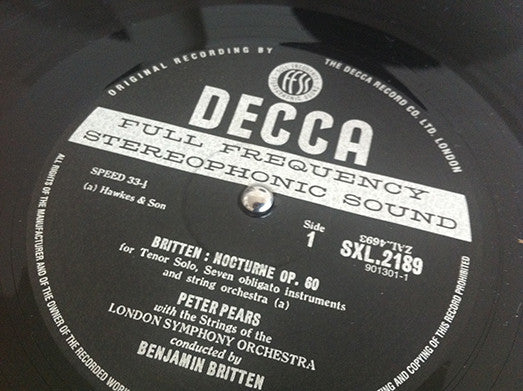 ORIGINAL RECORDING BY
THE DECCA RECORD CO. LTD. LONDON
DECCA
FULL FREQUENCY
STEREOPHONIC SOUND
SPEED 33⅓
(a) Hawkes & Son
Side
1
ZAL.4693
SXL.2189
901301-1
BRITTEN : NOCTURNE OP. 60
for Tenor Solo, Seven obligato instruments
and string orchestra (a)
PETER PEARS
with the Strings of the
LONDON SYMPHONY ORCHESTRA
conducted by
BENJAMIN BRITTEN
ALL RIGHTS OF THE MANUFACTURER AND OF THE OWNER OF THE RECORDED
AND COPYING OF THIS RECORD PROHIBITED